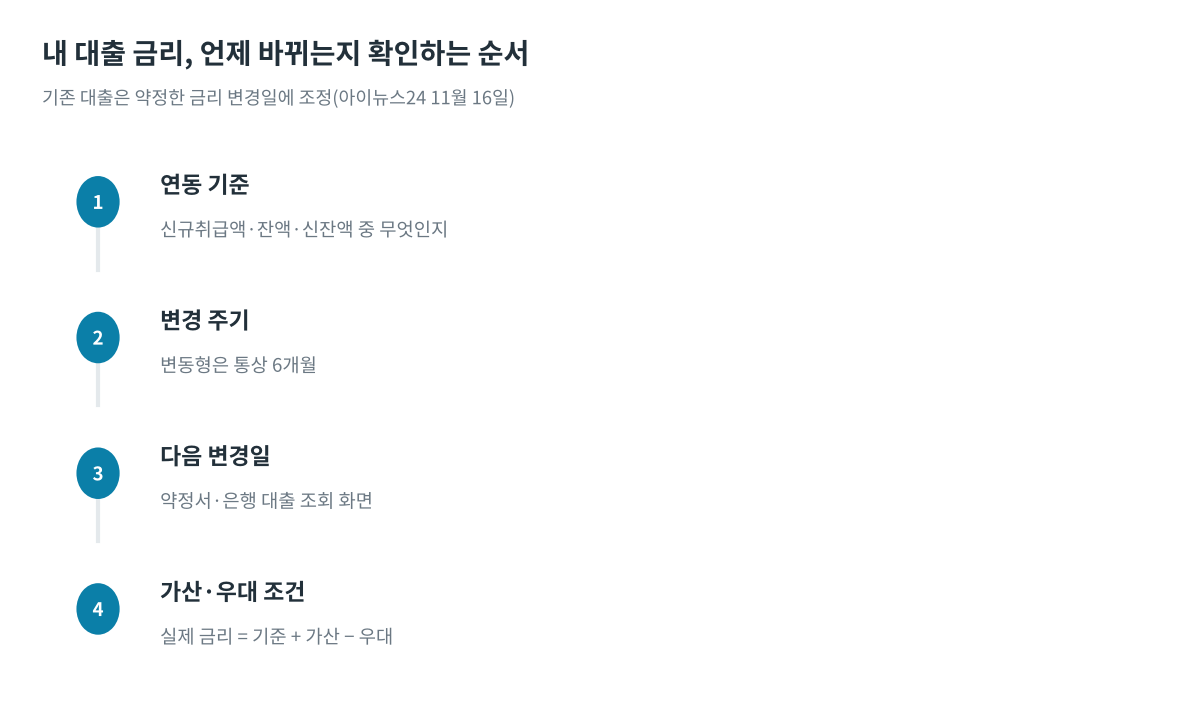 내 대출 금리, 언제 바뀌는지 확인하는 순서
기존 대출은 약정한 금리 변경일에 조정(아이뉴스24 11월 16일)
1
연동 기준
신규취급액·잔액·신잔액 중 무엇인지
2
변경 주기
변동형은 통상 6개월
3
다음 변경일
약정서·은행 대출 조회 화면
4
가산·우대 조건
실제 금리 = 기준 + 가산 − 우대